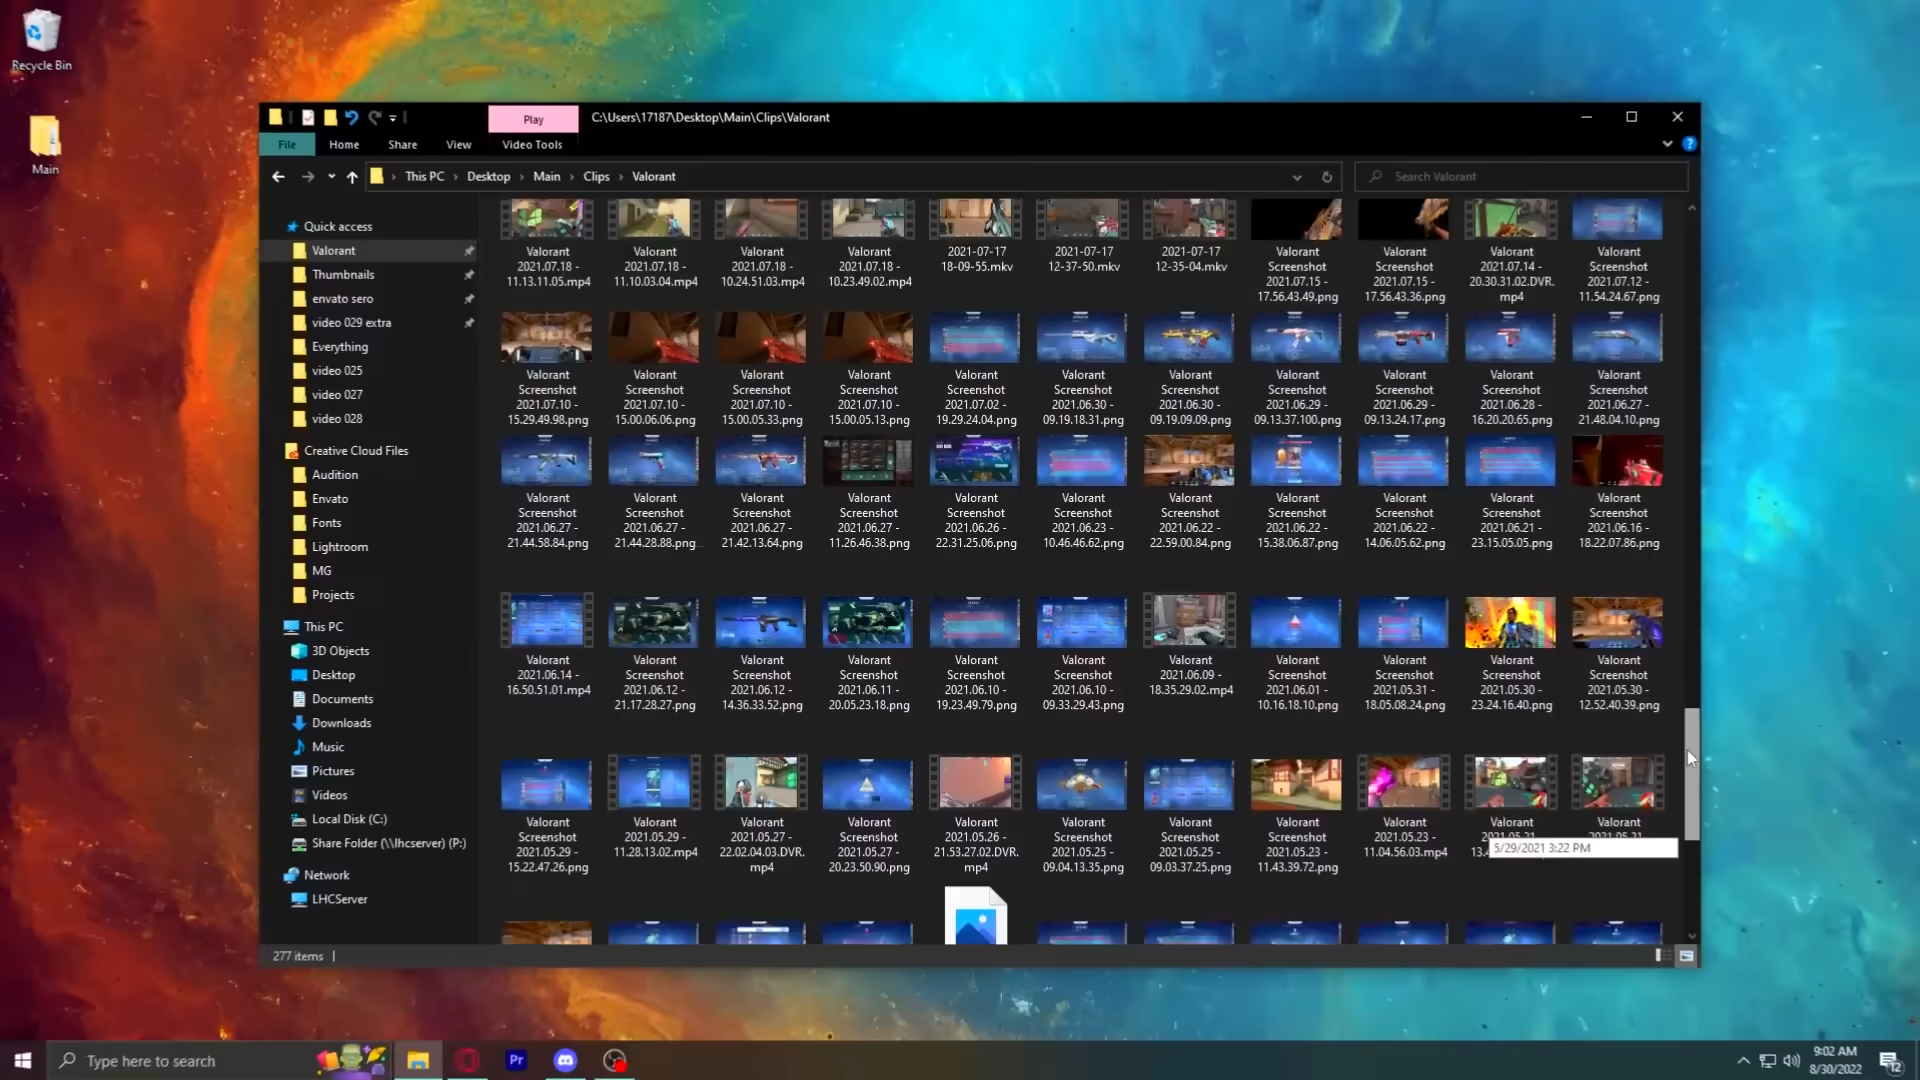 Recycle Bin
Main
Play
C:\Users\17187\Desktop\Main\Clips\Valorant
File
Home
Share
View
Video Tools
This PC
Desktop
Main
Clips
Valorant
Search Valorant
Quick access
Valorant
Thumbnails
envato sero
video 029 extra
Everything
video 025
video 027
video 028
Creative Cloud Files
Audition
Envato
Fonts
Lightroom
MG
Projects
This PC
3D Objects
Desktop
Documents
Downloads
Music
Pictures
Videos
Local Disk (C:)
Share Folder (\\lhcserver) (P:)
Network
LHCServer
Valorant
2021.07.18 -
11.13.11.05.mp4
Valorant
2021.07.18 -
11.10.03.04.mp4
Valorant
2021.07.18 -
10.24.51.03.mp4
Valorant
2021.07.18 -
10.23.49.02.mp4
2021-07-17
18-09-55.mkv
2021-07-17
12-37-50.mkv
2021-07-17
12-35-04.mkv
Valorant
Screenshot
2021.07.15 -
17.56.43.49.png
Valorant
Screenshot
2021.07.15 -
17.56.43.36.png
Valorant
2021.07.14 -
20.30.31.02.DVR.
mp4
Valorant
Screenshot
2021.07.12 -
11.54.24.67.png
Valorant
Screenshot
2021.07.10 -
15.29.49.98.png
Valorant
Screenshot
2021.07.10 -
15.00.06.06.png
Valorant
Screenshot
2021.07.10 -
15.00.05.33.png
Valorant
Screenshot
2021.07.10 -
15.00.05.13.png
Valorant
Screenshot
2021.07.02 -
19.29.24.04.png
Valorant
Screenshot
2021.06.30 -
09.19.18.31.png
Valorant
Screenshot
2021.06.30 -
09.19.09.09.png
Valorant
Screenshot
2021.06.29 -
09.13.37.100.png
Valorant
Screenshot
2021.06.29 -
09.13.24.17.png
Valorant
Screenshot
2021.06.28 -
16.20.20.65.png
Valorant
Screenshot
2021.06.27 -
21.48.04.10.png
Valorant
Screenshot
2021.06.27 -
21.44.58.84.png
Valorant
Screenshot
2021.06.27 -
21.44.28.88.png
Valorant
Screenshot
2021.06.27 -
21.42.13.64.png
Valorant
Screenshot
2021.06.27 -
11.26.46.38.png
Valorant
Screenshot
2021.06.26 -
22.31.25.06.png
Valorant
Screenshot
2021.06.23 -
10.46.46.62.png
Valorant
Screenshot
2021.06.22 -
22.59.00.84.png
Valorant
Screenshot
2021.06.22 -
15.38.06.87.png
Valorant
Screenshot
2021.06.22 -
14.06.05.62.png
Valorant
Screenshot
2021.06.21 -
23.15.05.05.png
Valorant
Screenshot
2021.06.16 -
18.22.07.86.png
Valorant
2021.06.14 -
16.50.51.01.mp4
Valorant
Screenshot
2021.06.12 -
21.17.28.27.png
Valorant
Screenshot
2021.06.12 -
14.36.33.52.png
Valorant
Screenshot
2021.06.11 -
20.05.23.18.png
Valorant
Screenshot
2021.06.10 -
19.23.49.79.png
Valorant
Screenshot
2021.06.10 -
09.33.29.43.png
Valorant
2021.06.09 -
18.35.29.02.mp4
Valorant
Screenshot
2021.06.01 -
10.16.18.10.png
Valorant
Screenshot
2021.05.31 -
18.05.08.24.png
Valorant
Screenshot
2021.05.30 -
23.24.16.40.png
Valorant
Screenshot
2021.05.30 -
12.52.40.39.png
Valorant
Screenshot
2021.05.29 -
15.22.47.26.png
Valorant
2021.05.29 -
11.28.13.02.mp4
Valorant
2021.05.27 -
22.02.04.03.DVR.
mp4
Valorant
Screenshot
2021.05.27 -
20.23.50.90.png
Valorant
2021.05.26 -
21.53.27.02.DVR.
mp4
Valorant
Screenshot
2021.05.25 -
09.04.13.35.png
Valorant
Screenshot
2021.05.25 -
09.03.37.25.png
Valorant
Screenshot
2021.05.23 -
11.43.39.72.png
Valorant
2021.05.23 -
11.04.56.03.mp4
Valorant
Valorant
5/29/2021 3:22 PM
277 items
Type here to search
Pr
9:02 AM
8/30/2022
12